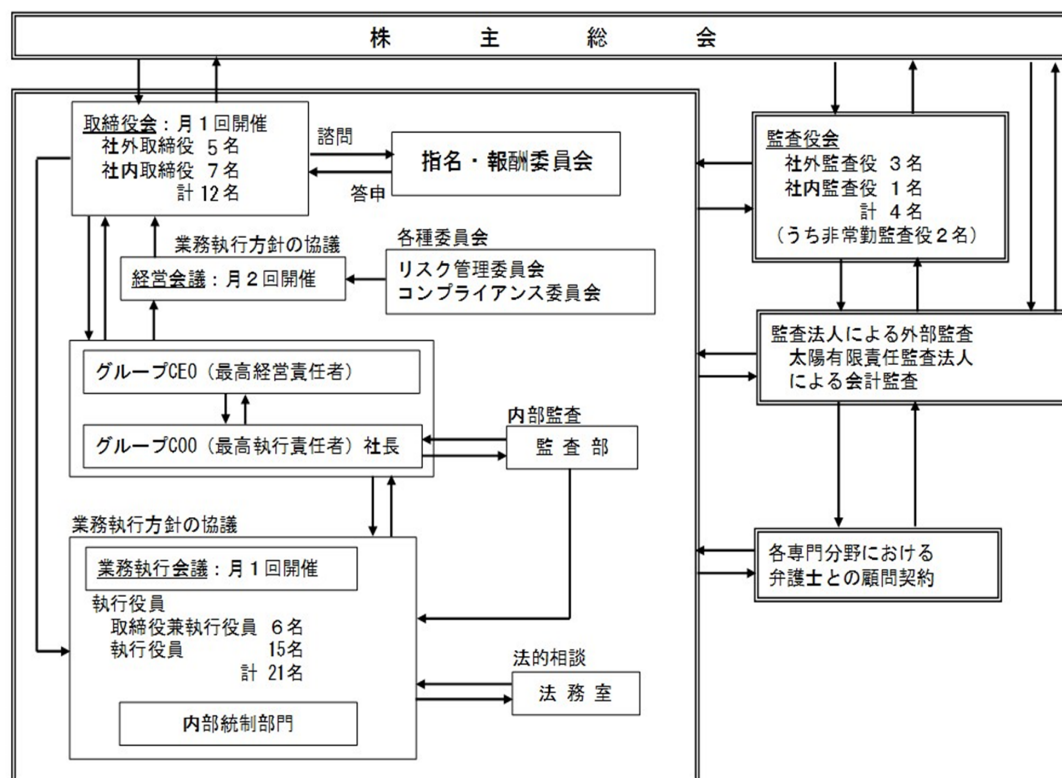 株主総会
取締役会：月１回開催
社外取締役 ５名
社内取締役 ７名
計 12名
諮問
答申
指名・報酬委員会
監査役会
社外監査役 ３名
社内監査役 １名
計 ４名
（うち非常勤監査役２名）
業務執行方針の協議
経営会議：月２回開催
各種委員会
リスク管理委員会
コンプライアンス委員会
監査法人による外部監査
太陽有限責任監査法人
による会計監査
グループCEO（最高経営責任者）
グループCOO（最高執行責任者）社長
内部監査
監査部
業務執行方針の協議
業務執行会議：月１回開催
執行役員
取締役兼執行役員 ６名
執行役員 15名
計 21名
内部統制部門
法的相談
法務室
各専門分野における
弁護士との顧問契約